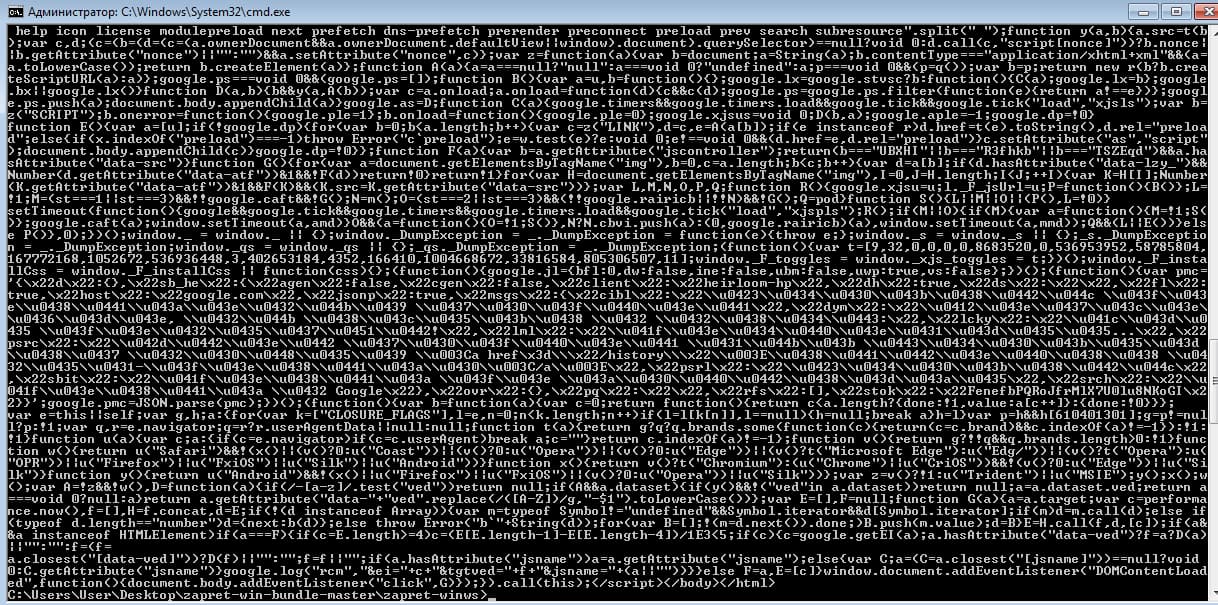 Администратор: C:\Windows\System32\cmd.exe
help icon license modulepreload next prefetch dns-prefetch prerender preconnect preload prev search subresource".split(" ");function y(a,b){a.src=t(b
);var c,d;(c=(b=(d=(c=(a.ownerDocument&&a.ownerDocument.defaultView||window).document).querySelector)==null?void 0:d.call(c,"script[nonce]"))?b.nonce|
|b.getAttribute("nonce")||"":"")&&a.setAttribute("nonce",c)};var z=function(a){var b=document;a=String(a);b.contentType==="application/xhtml+xml"&&(a=
a.toLowerCase());return b.createElement(a)};function A(a){a=a===null?"null":a===void 0?"undefined":a;p===void 0&&(p=q());var b=p;return new r(b?b.crea
teScriptURL(a):a)};google.ps===void 0&&(google.ps=[]);function B(){var a=u,b=function(){};google.lx=google.stvsc?b:function(){C(a);google.lx=b};google
.bx||google.lx()}function D(a,b){b&&y(a,A(b));var c=a.onload;a.onload=function(d){c&&c(d);google.ps=google.ps.filter(function(e){return a!==e})};googl
e.ps.push(a);document.body.appendChild(a)}google.as=D;function C(a){google.timers&&google.timers.load&&google.tick&&google.tick("load","xjsls");var b=
z("SCRIPT");b.onerror=function(){google.ple=1};b.onload=function(){google.ple=0};google.xjsus=void 0;D(b,a);google.aple=-1;google.dp=!0}
function E(){var a=[u];if(!google.dp){for(var b=0;b<a.length;b++){var c=z("LINK"),d=c,e=A(a[b]);if(e instanceof r)d.href=t(e).toString(),d.rel="preloa
d";else{if(x.indexOf("preload")===-1)throw Error("c`preload");e=w.test(e)?e:void 0;e!==void 0&&(d.href=e,d.rel="preload")}c.setAttribute("as","script"
);document.body.appendChild(c)}google.dp=!0}};function F(a){var b=a.getAttribute("jscontroller");return(b==="UBXHI"||b==="R3fhkb"||b==="TSZEqd")&&a.ha
sAttribute("data-src")}function G(){for(var a=document.getElementsByTagName("img"),b=0,c=a.length;b<c;b++){var d=a[b];if(d.hasAttribute("data-lzy_")&&
Number(d.getAttribute("data-atf"))&1&&!F(d))return!0}return!1}for(var H=document.getElementsByTagName("img"),I=0,J=H.length;I<J;++I){var K=H[I];Number
(K.getAttribute("data-atf"))&1&&F(K)&&(K.src=K.getAttribute("data-src"))};var L,M,N,O,P,Q;function R(){google.xjsu=u;l._F_jsUrl=u;P=function(){B()};L=
!1;M=(st===1||st===3)&&!!google.caft&&!G();N=m();O=(st===2||st===3)&&(!!google.rairicb||!!N)&&!G();Q=pod}function S(){L||M||O||(P(),L=!0)}
setTimeout(function(){google&&google.tick&&google.timers&&google.timers.load&&google.tick("load","xjspls");R();if(M||O){if(M){var a=function(){M=!1;S(
)};google.caft(a);window.setTimeout(a,amd)}O&&(a=function(){O=!1;S()},N?N.cbvi.push(a):(0,google.rairicb)(a),window.setTimeout(a,amd));Q&&(L||E())}els
e P()},0);})();window._ = window._ || {};window._DumpException = _._DumpException = function(e){throw e;};window._s = window._s || {};_s._DumpExceptio
n = _._DumpException;window._qs = window._qs || {};_qs._DumpException = _._DumpException;(function(){var t=[9,32,0,0,0,0,8683520,0,536953952,58785804,
167772168,1052672,536936448,3,402653184,4352,166410,1004668672,33816584,805306507,11];window._F_toggles = window._xjs_toggles = t;})();window._F_insta
llCss = window._F_installCss || function(css){};(function(){google.jl={bfl:0,dw:false,ine:false,ubm:false,uwp:true,vs:false};})();(function(){var pmc=
'{\x22d\x22:{},\x22sb_he\x22:{\x22agen\x22:false,\x22cgen\x22:false,\x22client\x22:\x22heirloom-hp\x22,\x22dh\x22:true,\x22ds\x22:\x22\x22,\x22fl\x22:
true,\x22host\x22:\x22google.com\x22,\x22jsonp\x22:true,\x22msgs\x22:{\x22cibl\x22:\x22\\u0423\\u0434\\u0430\\u043b\\u0438\\u0442\\u044c \\u043f\\u043
e\\u0438\\u0441\\u043a\\u043e\\u0432\\u044b\\u0439 \\u0437\\u0430\\u043f\\u0440\\u043e\\u0441\x22,\x22dym\x22:\x22\\u0412\\u043e\\u0437\\u043c\\u043e\\
u0436\\u043d\\u043e, \\u0432\\u044b \\u0438\\u043c\\u0435\\u043b\\u0438 \\u0432 \\u0432\\u0438\\u0434\\u0443:\x22,\x22lcky\x22:\x22\\u041c\\u043d\\u0
435 \\u043f\\u043e\\u0432\\u0435\\u0437\\u0451\\u0442!\x22,\x22lml\x22:\x22\\u041f\\u043e\\u0434\\u0440\\u043e\\u0431\\u043d\\u0435\\u0435...\x22,\x22
psrc\x22:\x22\\u042d\\u0442\\u043e\\u0442 \\u0437\\u0430\\u043f\\u0440\\u043e\\u0441 \\u0431\\u044b\\u043b \\u0443\\u0434\\u0430\\u043b\\u0435\\u043d
\\u0438\\u0437 \\u0432\\u0430\\u0448\\u0435\\u0439 \\u003Ca href\x3d\\\x22/history\\\x22\\u003E\\u0438\\u0441\\u0442\\u043e\\u0440\\u0438\\u0438 \\u04
32\\u0435\\u0431-\\u043f\\u043e\\u0438\\u0441\\u043a\\u0430\\u003C/a\\u003E\x22,\x22psrl\x22:\x22\\u0423\\u0434\\u0430\\u043b\\u0438\\u0442\\u044c\x22
,\x22sbit\x22:\x22\\u041f\\u043e\\u0438\\u0441\\u043a \\u043f\\u043e \\u043a\\u0430\\u0440\\u0442\\u0438\\u043d\\u043a\\u0435\x22,\x22srch\x22:\x22\\u0
41f\\u043e\\u0438\\u0441\\u043a \\u0432 Google\x22},\x22ovr\x22:{},\x22pq\x22:\x22\x22,\x22rfs\x22:[],\x22stok\x22:\x22FenefhPQRoJFrMlX7U0lu8NKoGI\x2
2}}';google.pmc=JSON.parse(pmc);})();(function(){var b=function(a){var c=0;return function(){return c<a.length?{done:!1,value:a[c++]}:{done:!0}}};
var e=this||self;var g,h;a:{for(var k=["CLOSURE_FLAGS"],l=e,n=0;n<k.length;n++)if(l=l[k[n]],l==null){h=null;break a}h=l}var p=h&&h[610401301];g=p!=nul
l?p:!1;var q,r=e.navigator;q=r?r.userAgentData||null:null;function t(a){return g?q?q.brands.some(function(c){return(c=c.brand)&&c.indexOf(a)!=-1}):!1:
!1}function u(a){var c;a:{if(c=e.navigator)if(c=c.userAgent)break a;c=""}return c.indexOf(a)!=-1};function v(){return g?!!q&&q.brands.length>0:!1}func
tion w(){return u("Safari")&&!(x()||(v()?0:u("Coast"))||(v()?0:u("Opera"))||(v()?0:u("Edge"))||(v()?t("Microsoft Edge"):u("Edg/"))||(v()?t("Opera"):u(
"OPR"))||u("Firefox")||u("FxiOS")||u("Silk")||u("Android"))}function x(){return v()?t("Chromium"):(u("Chrome")||u("CriOS"))&&!(v()?0:u("Edge"))||u("Si
lk")}function y(){return u("Android")&&!(x()||u("Firefox")||u("FxiOS")||(v()?0:u("Opera"))||u("Silk"))};var z=v()?!1:u("Trident")||u("MSIE");y();x();w
();var A=!z&&!w(),D=function(a){if(/-[a-z]/.test("ved"))return null;if(A&&a.dataset){if(y()&&!("ved"in a.dataset))return null;a=a.dataset.ved;return a
===void 0?null:a}return a.getAttribute("data-"+"ved".replace(/([A-Z])/g,"-$1").toLowerCase())};var E=[],F=null;function G(a){a=a.target;var c=performa
nce.now(),f=[],H=f.concat,d=E;if(!(d instanceof Array)){var m=typeof Symbol!="undefined"&&Symbol.iterator&&d[Symbol.iterator];if(m)d=m.call(d);else if
(typeof d.length=="number")d={next:b(d)};else throw Error("b`"+String(d));for(var B=[];!(m=d.next()).done;)B.push(m.value);d=B}E=H.call(f,d,[c]);if(a&
&a instanceof HTMLElement)if(a===F){if(c=E.length>=4)c=(E[E.length-1]-E[E.length-4])/1E3<5;if(c){c=google.getEI(a);a.hasAttribute("data-ved")?f=a?D(a)
||"":"":f=(f=
a.closest("[data-ved]"))?D(f)||"":"";f=f||"";if(a.hasAttribute("jsname"))a=a.getAttribute("jsname");else{var C;a=(C=a.closest("[jsname]"))==null?void
0:C.getAttribute("jsname")}google.log("rcm","&ei="+c+"&tgtved="+f+"&jsname="+(a||""))}}else F=a,E=[c]}window.document.addEventListener("DOMContentLoad
ed",function(){document.body.addEventListener("click",G)});}).call(this);</script></body></html>
C:\Users\User\Desktop\zapret-win-bundle-master\zapret-winws>